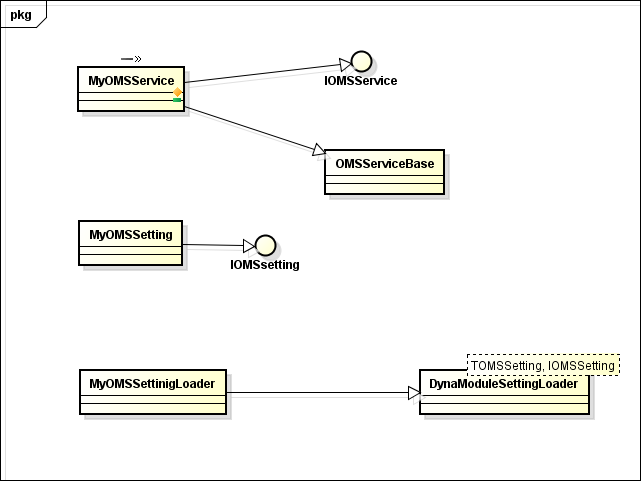 pkg
MyOMSService
IOMSService
OMSServiceBase
MyOMSSetting
IOMSsetting
TOMSSetting, IOMSSetting
MyOMSSettinigLoader
DynaModuleSettingLoader